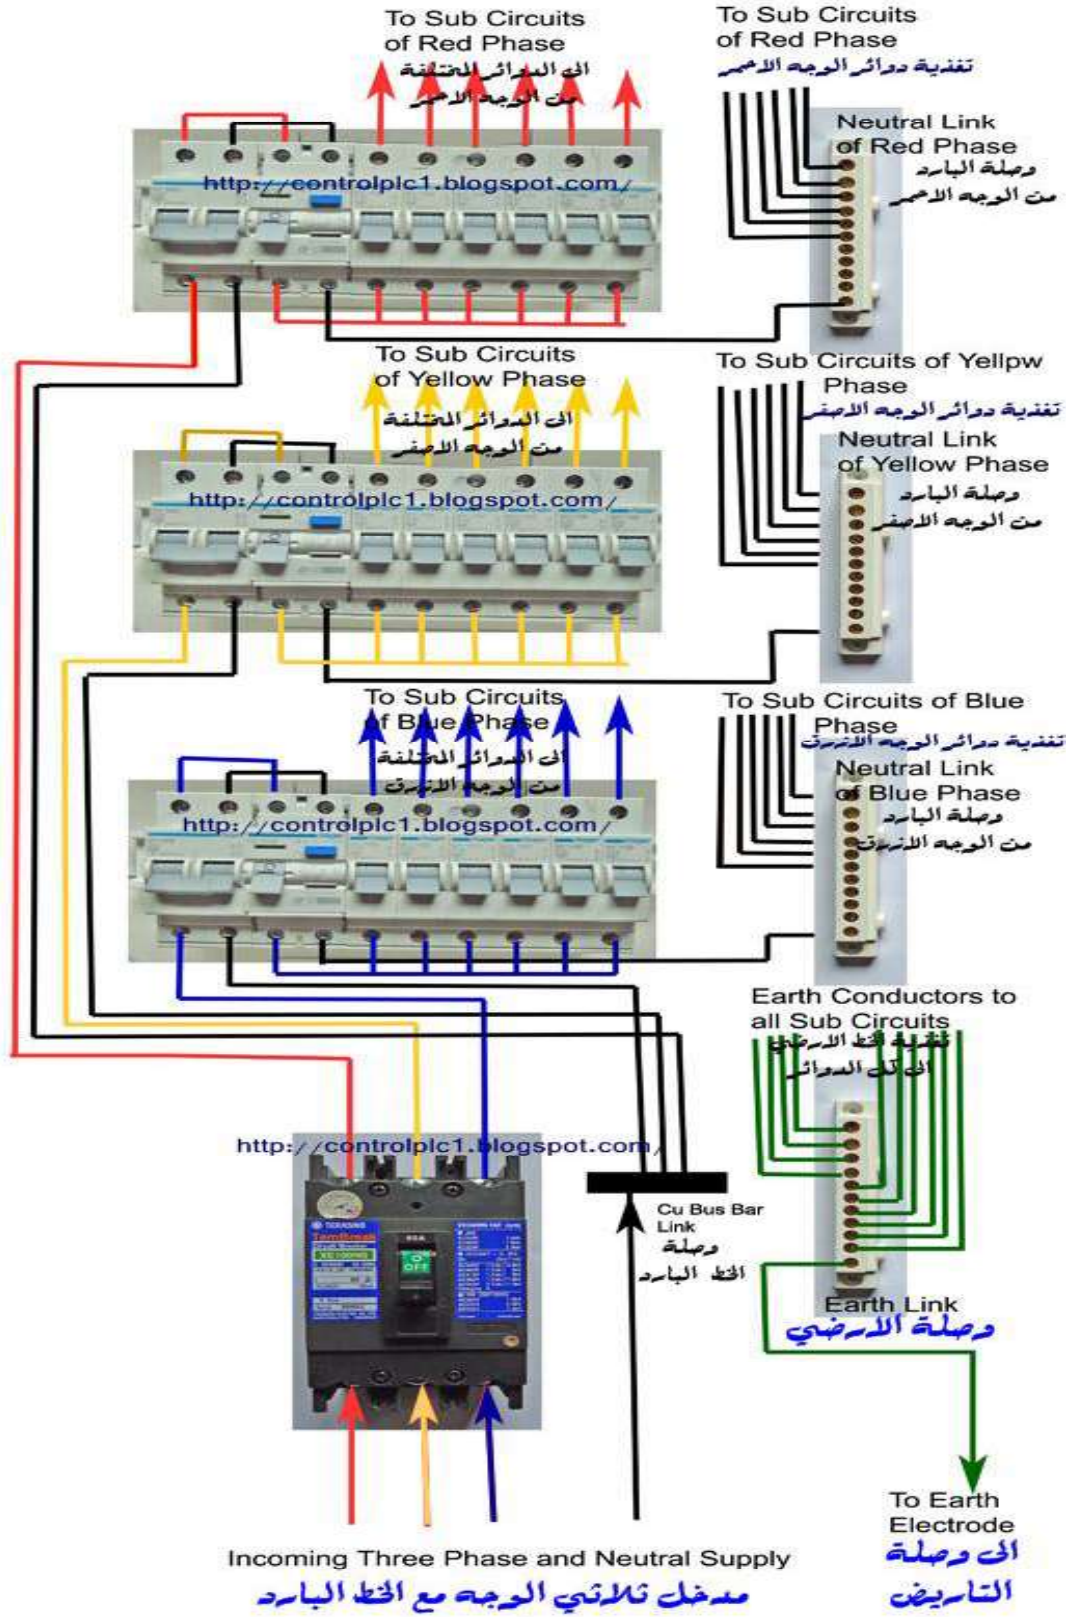 To Sub Circuits
of Red Phase
الى الدوائر المختلفة
من الوجه الاحمر
To Sub Circuits
of Red Phase
تغذية دوائر الوجه الاحمر
Neutral Link
of Red Phase
وصلة البارد
من الوجه الاحمر
http://controlplc1.blogspot.com/
To Sub Circuits
of Yellow Phase
الى الدوائر المختلفة
من الوجه الاصفر
To Sub Circuits of Yellpw
Phase
تغذية دوائر الوجه الاصفر
Neutral Link
of Yellow Phase
وصلة البارد
من الوجه الاصفر
http://controlplc1.blogspot.com/
To Sub Circuits
of Blue Phase
الى الدوائر المختلفة
من الوجه الازرق
To Sub Circuits of Blue
Phase
تغذية دوائر الوجه الازرق
Neutral Link
of Blue Phase
وصلة البارد
من الوجه الازرق
http://controlplc1.blogspot.com/
Earth Conductors to
all Sub Circuits
تغذية الخط الارضي
الى كل الدوائر
http://controlplc1.blogspot.com/
TERASAKI
TemBreak
ON
OFF
Cu Bus Bar
Link
وصلة
الخط البارد
Earth Link
وصلة الارضي
To Earth
Electrode
الى وصلة
التاريض
Incoming Three Phase and Neutral Supply
مدخل ثلاثي الوجه مع الخط البارد